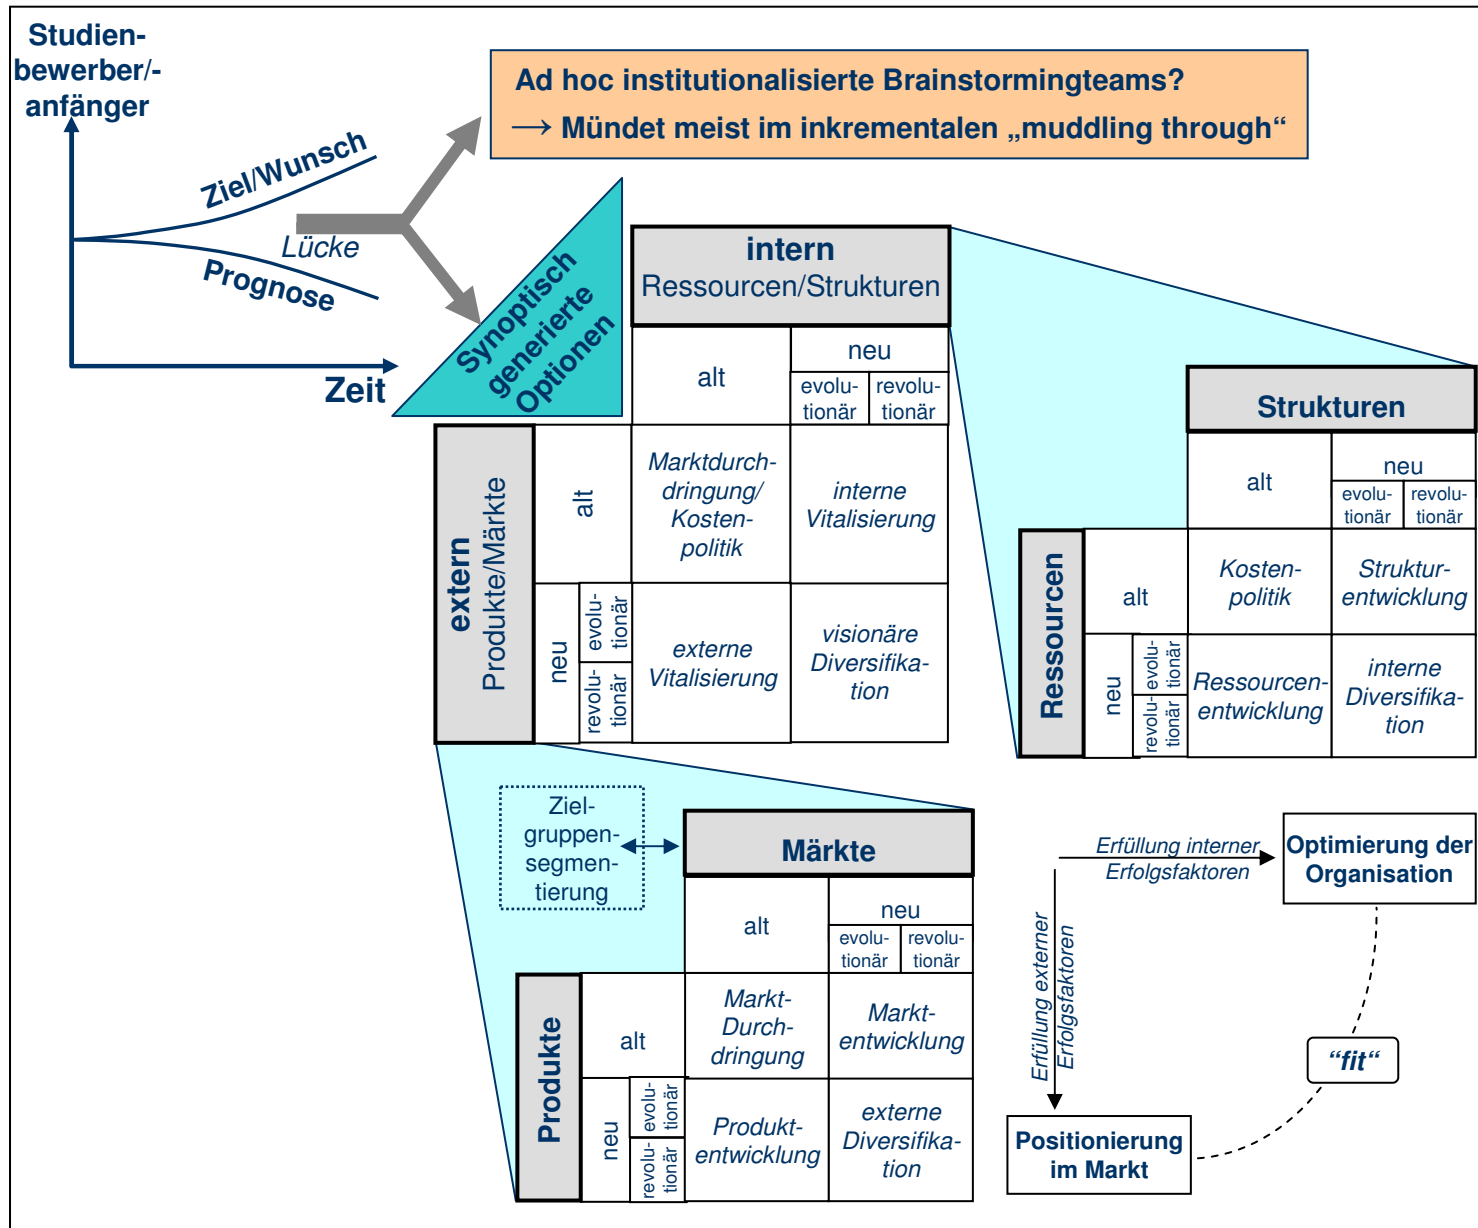 Studien-
bewerber/-
anfänger
Ziel/Wunsch
Lücke
Prognose
Zeit
Ad hoc institutionalisierte Brainstormingteams?
→ Mündet meist im inkrementalen „muddling through“
Synoptisch
generierte
Optionen
intern
Ressourcen/Strukturen
alt
neu
evolu-
tionär
revolu-
tionär
extern
Produkte/Märkte
alt
Marktdurch-
dringung/
Kosten-
politik
interne
Vitalisierung
neu
evolu-
tionär
revolu-
tionär
externe
Vitalisierung
visionäre
Diversifika-
tion
Strukturen
alt
neu
evolu-
tionär
revolu-
tionär
Ressourcen
alt
Kosten-
politik
Struktur-
entwicklung
neu
evolu-
tionär
revolu-
tionär
Ressourcen-
entwicklung
interne
Diversifika-
tion
Ziel-
gruppen-
segmen-
tierung
Märkte
alt
neu
evolu-
tionär
revolu-
tionär
Produkte
alt
Markt-
Durch-
dringung
Markt-
entwicklung
neu
evolu-
tionär
revolu-
tionär
Produkt-
entwicklung
externe
Diversifika-
tion
Erfüllung interner
Erfolgsfaktoren
Optimierung der
Organisation
Erfüllung externer
Erfolgsfaktoren
“fit“
Positionierung
im Markt